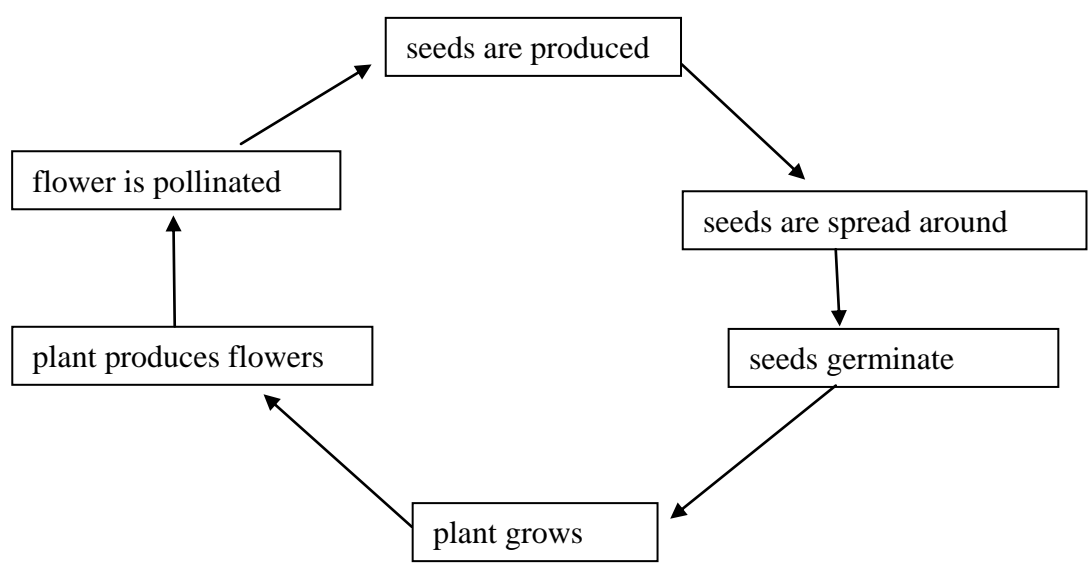 seeds are produced
flower is pollinated
seeds are spread around
plant produces flowers
seeds germinate
plant grows